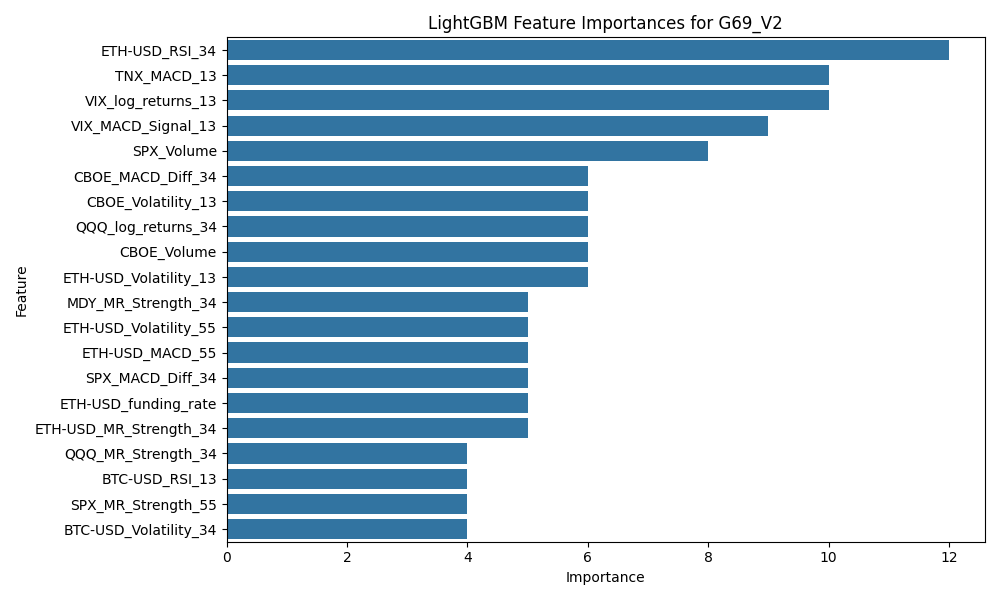 LightGBM Feature Importances for G69_V2
ETH-USD_RSI_34
TNX_MACD_13
VIX_log_returns_13
VIX_MACD_Signal_13
SPX_Volume
CBOE_MACD_Diff_34
CBOE_Volatility_13
QQQ_log_returns_34
CBOE_Volume
ETH-USD_Volatility_13
MDY_MR_Strength_34
ETH-USD_Volatility_55
ETH-USD_MACD_55
SPX_MACD_Diff_34
ETH-USD_funding_rate
ETH-USD_MR_Strength_34
QQQ_MR_Strength_34
BTC-USD_RSI_13
SPX_MR_Strength_55
BTC-USD_Volatility_34
Feature
0 2 4 6 8 10 12
Importance